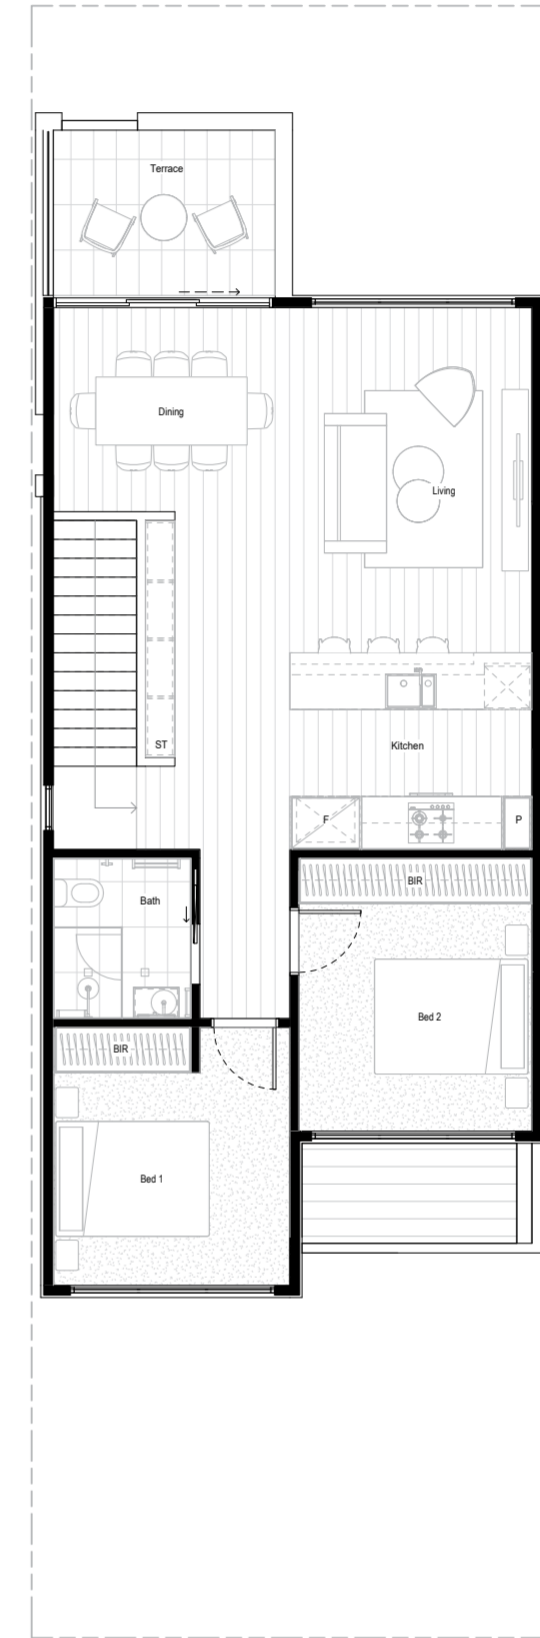 Terrace
Dining
Living
ST
Kitchen
F
P
BIR
Bath
Bed 2
BIR
Bed 1